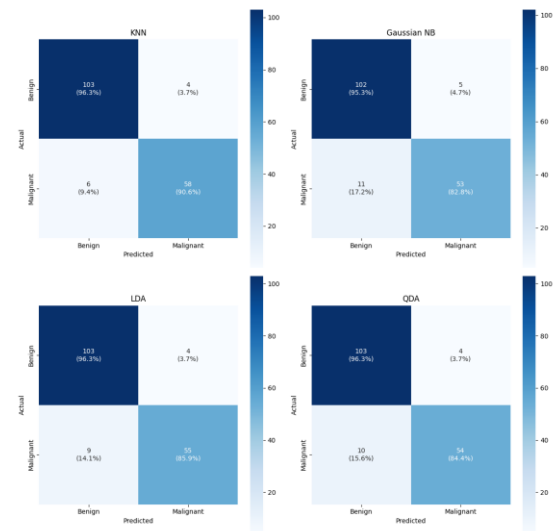 KNN
Benign
103
(96.3%)
4
(3.7%)
Actual
Malignant
6
(9.4%)
58
(90.6%)
Benign
Malignant
Predicted
100
80
60
40
20
Gaussian NB
Benign
102
(95.3%)
5
(4.7%)
Actual
Malignant
11
(17.2%)
53
(82.8%)
Benign
Malignant
Predicted
100
80
60
40
20
LDA
Benign
103
(96.3%)
4
(3.7%)
Actual
Malignant
9
(14.1%)
55
(85.9%)
Benign
Malignant
Predicted
100
80
60
40
20
QDA
Benign
103
(96.3%)
4
(3.7%)
Actual
Malignant
10
(15.6%)
54
(84.4%)
Benign
Malignant
Predicted
100
80
60
40
20